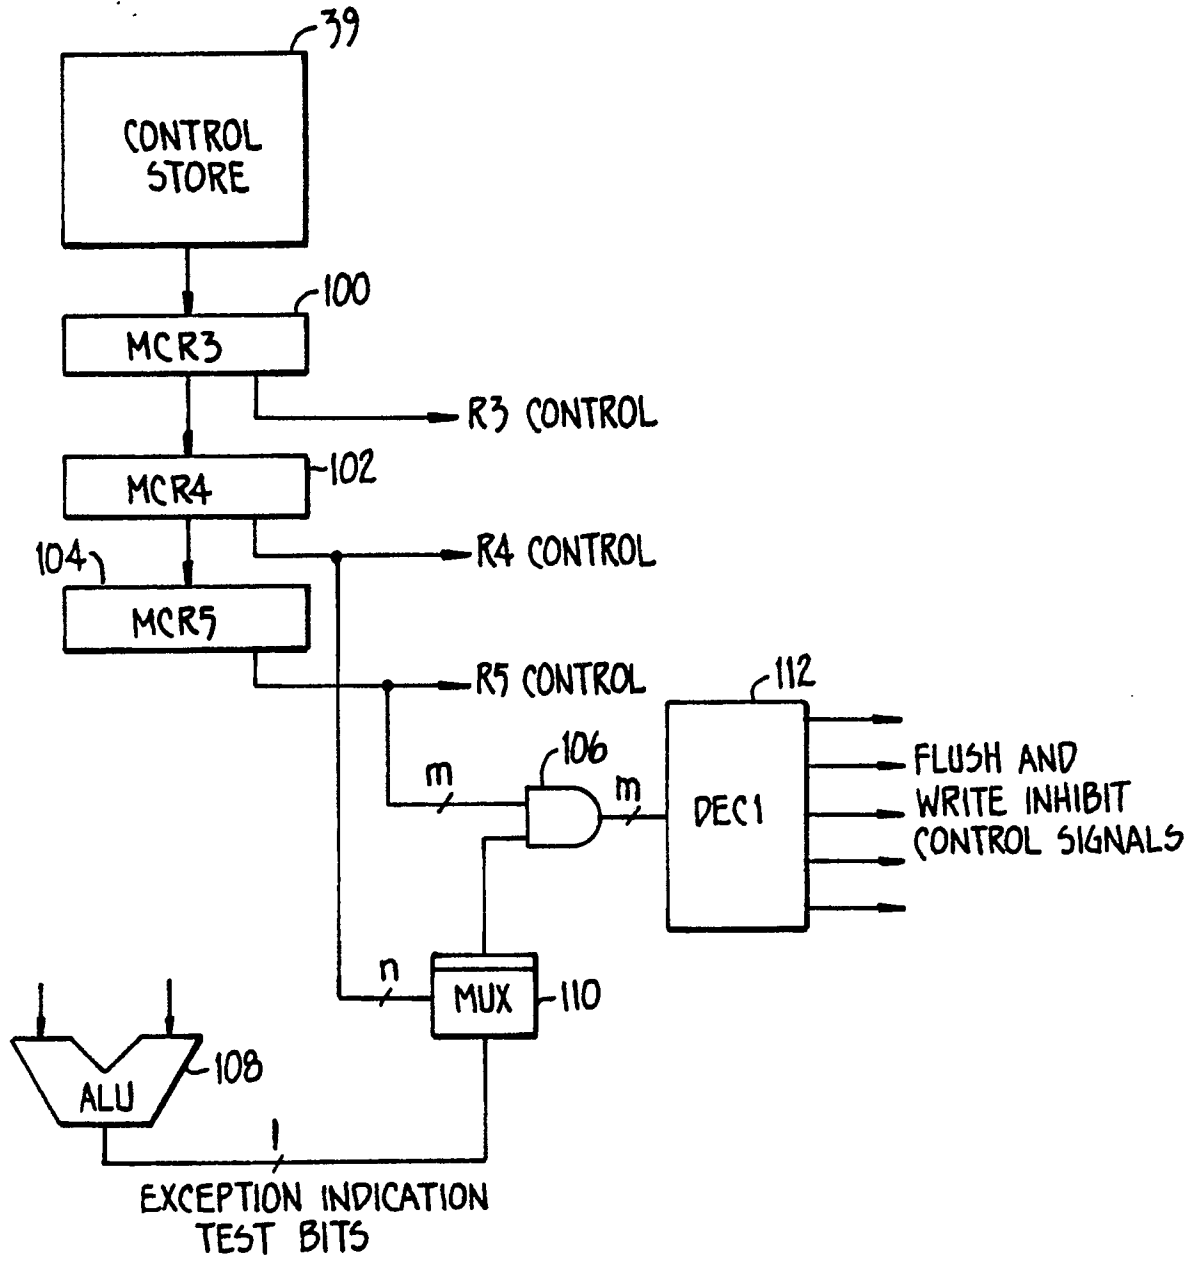 39
CONTROL
STORE
100
MCR3
R3 CONTROL
102
MCR4
R4 CONTROL
104
MCR5
R5 CONTROL
112
106
m
m
DEC1
FLUSH AND
WRITE INHIBIT
CONTROL SIGNALS
n
MUX
110
108
ALU
l
EXCEPTION INDICATION
TEST BITS